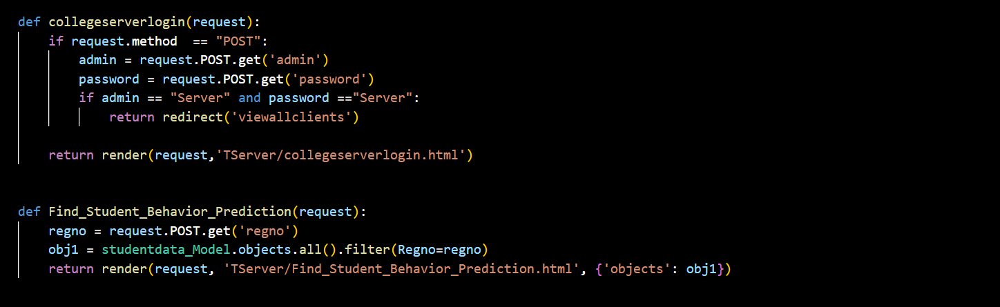 def collegeserverlogin(request):
    if request.method  == "POST":
        admin = request.POST.get('admin')
        password = request.POST.get('password')
        if admin == "Server" and password =="Server":
            return redirect('viewallclients')
    return render(request,'TServer/collegeserverlogin.html')
def Find_Student_Behavior_Prediction(request):
    regno = request.POST.get('regno')
    obj1 = studentdata_Model.objects.all().filter(Regno=regno)
    return render(request, 'TServer/Find_Student_Behavior_Prediction.html', {'objects': obj1})